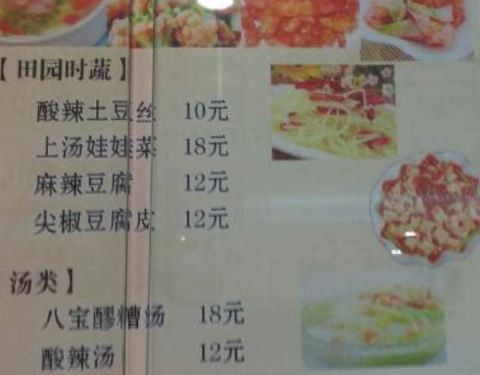 【田园时蔬】
酸辣土豆丝 10元
上汤娃娃菜 18元
麻辣豆腐 12元
尖椒豆腐皮 12元
汤类】
八宝醪糟汤 18元
酸辣汤 12元